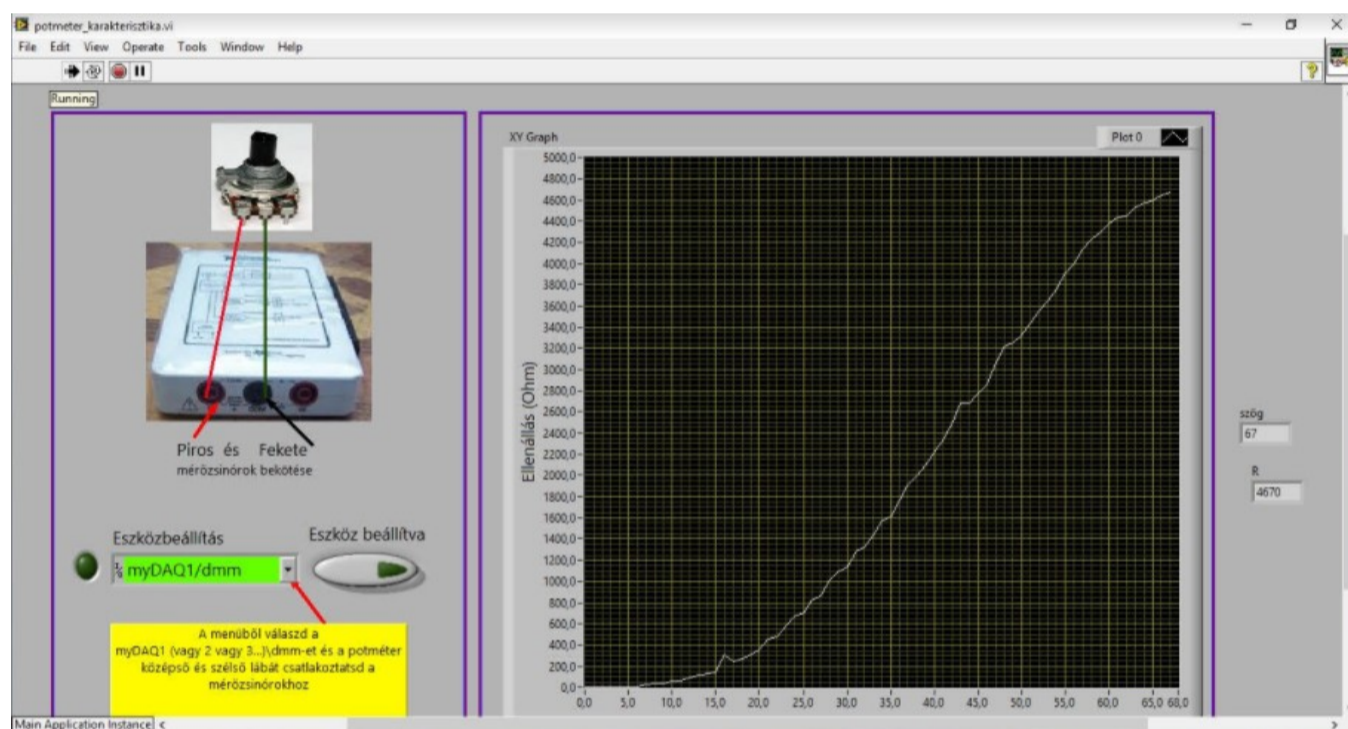 potmeter_karakterisztika.vi
File Edit View Operate Tools Window Help
Running
Piros és Fekete
mérőzsinórok bekötése
Eszközbeállítás
Eszköz beállítva
myDAQ1/dmm
A menüből válaszd a
myDAQ1 (vagy 2 vagy 3...)\dmm-et és a potméter
középső és szélső lábát csatlakoztatsd a
mérőzsinórokhoz
XY Graph
Plot 0
Ellenállás (Ohm)
5000,0
4800,0
4600,0
4400,0
4200,0
4000,0
3800,0
3600,0
3400,0
3200,0
3000,0
2800,0
2600,0
2400,0
2200,0
2000,0
1800,0
1600,0
1400,0
1200,0
1000,0
800,0
600,0
400,0
200,0
0,0
0,0 5,0 10,0 15,0 20,0 25,0 30,0 35,0 40,0 45,0 50,0 55,0 60,0 65,0 68,0
szög
67
R
4670
Main Application Instance